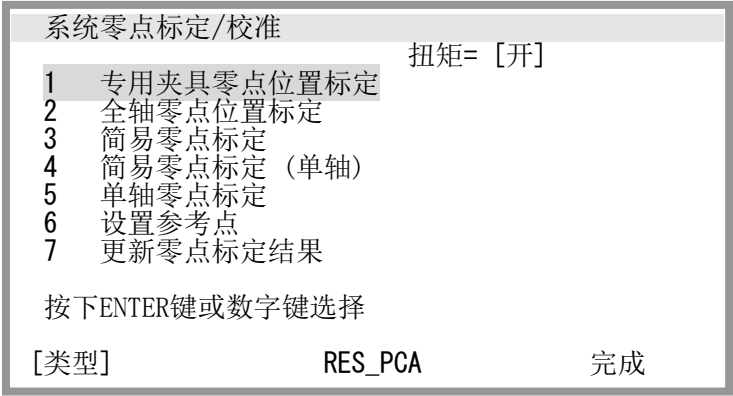 系统零点标定/校准
扭矩= [开]
1 专用夹具零点位置标定
2 全轴零点位置标定
3 简易零点标定
4 简易零点标定 (单轴)
5 单轴零点标定
6 设置参考点
7 更新零点标定结果
按下ENTER键或数字键选择
[类型] RES_PCA 完成